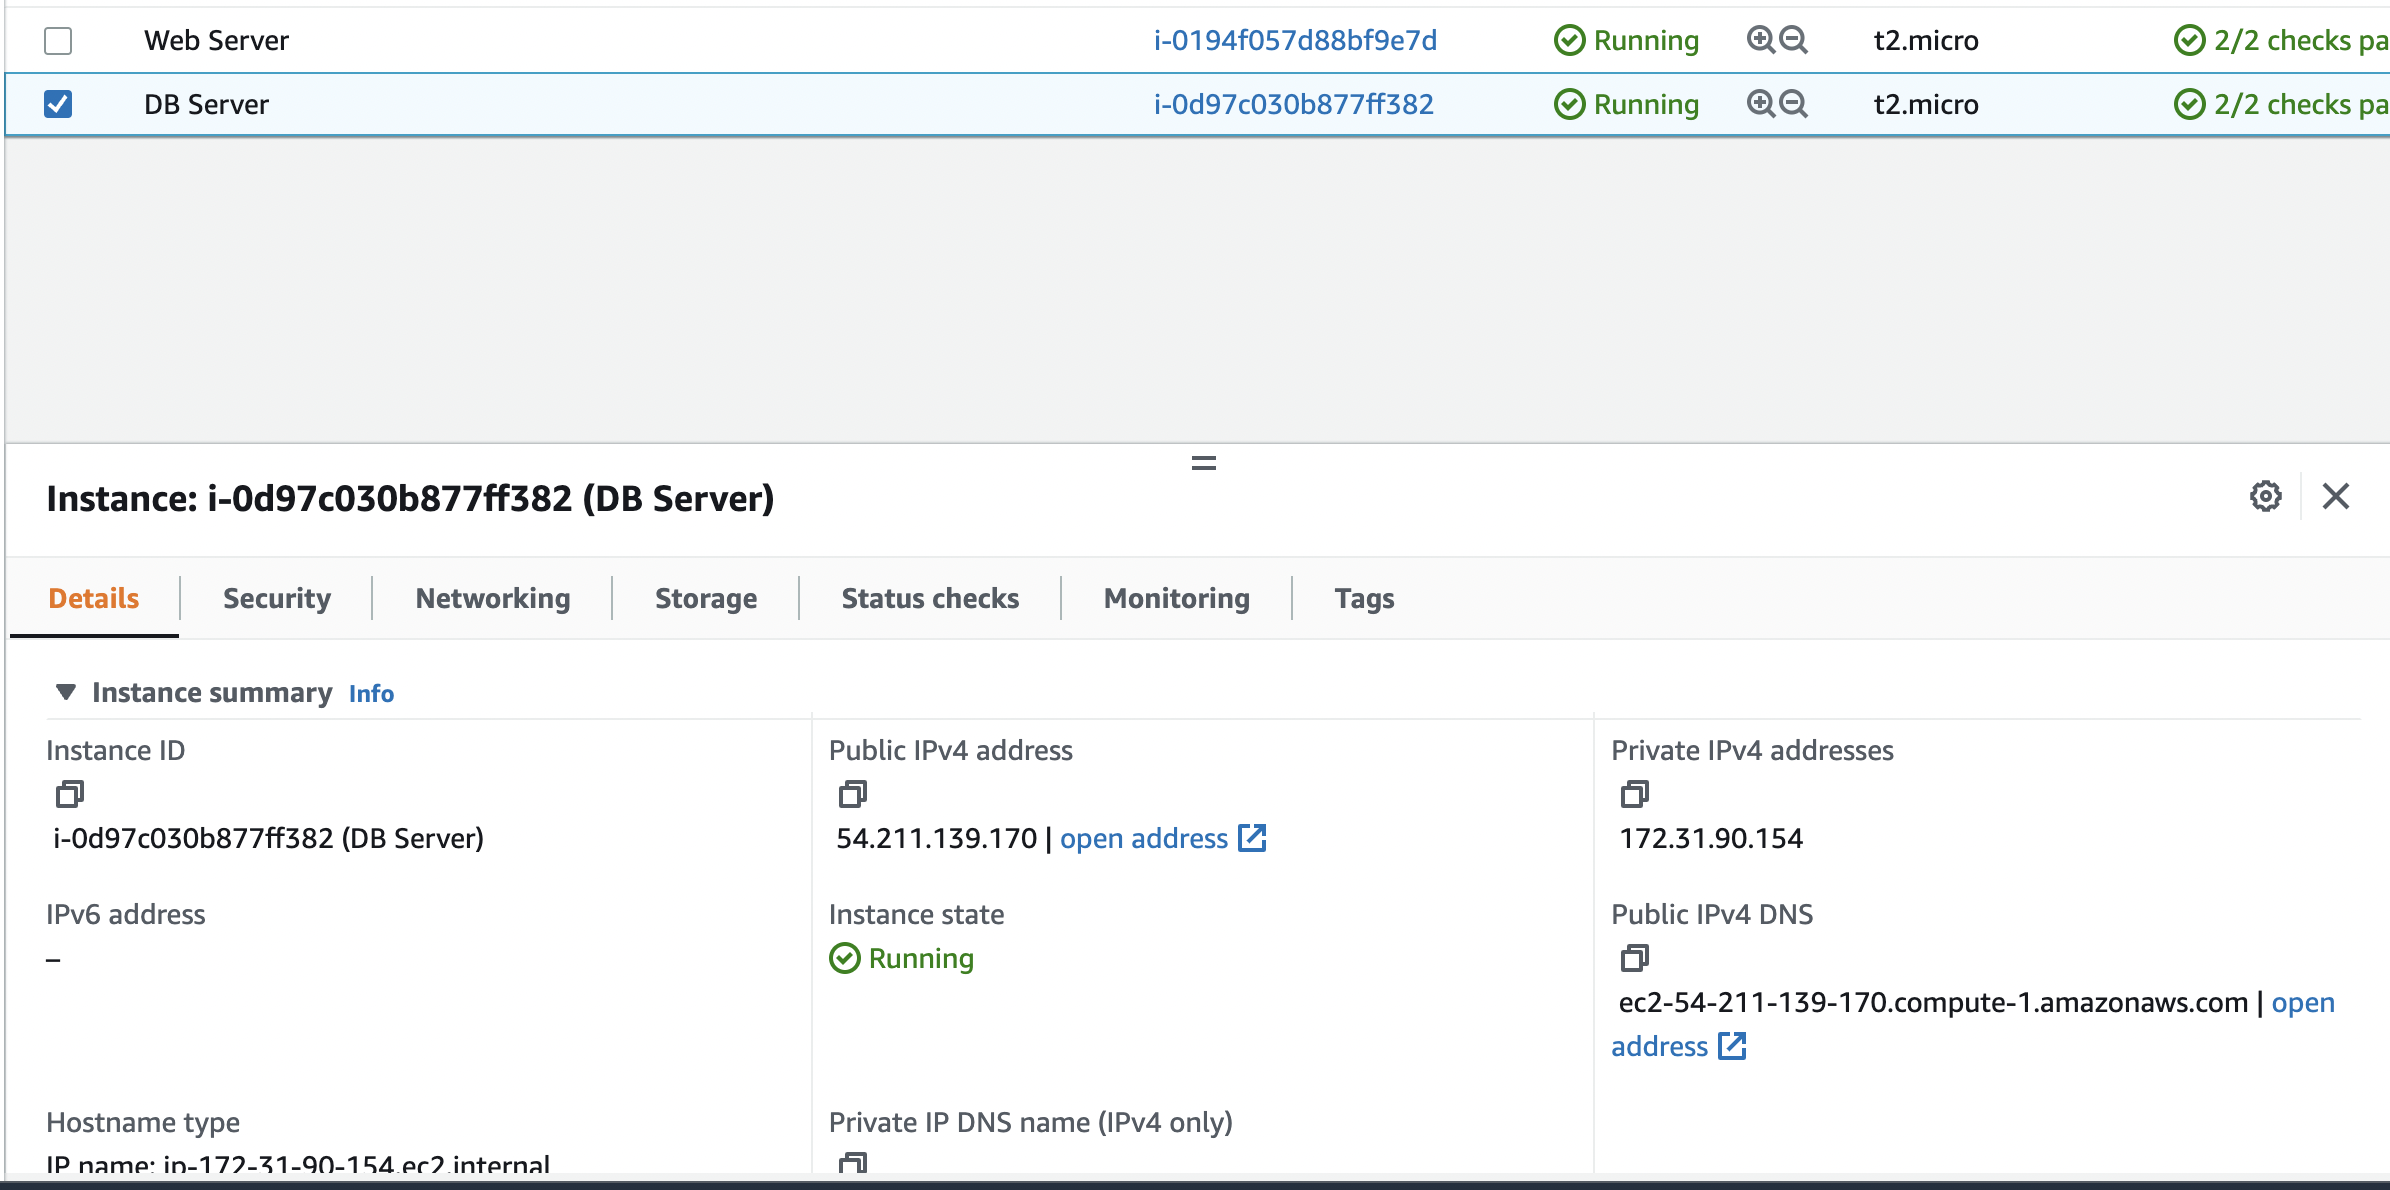 Web Server i-0194f057d88bf9e7d Running t2.micro 2/2 checks pa
DB Server i-0d97c030b877ff382 Running t2.micro 2/2 checks pa
Instance: i-0d97c030b877ff382 (DB Server)
Details Security Networking Storage Status checks Monitoring Tags
Instance summary Info
Instance ID
i-0d97c030b877ff382 (DB Server)
Public IPv4 address
54.211.139.170 | open address
Private IPv4 addresses
172.31.90.154
IPv6 address
–
Instance state
Running
Public IPv4 DNS
ec2-54-211-139-170.compute-1.amazonaws.com | open
address
Hostname type
IP name: ip-172-31-90-154.ec2.internal
Private IP DNS name (IPv4 only)